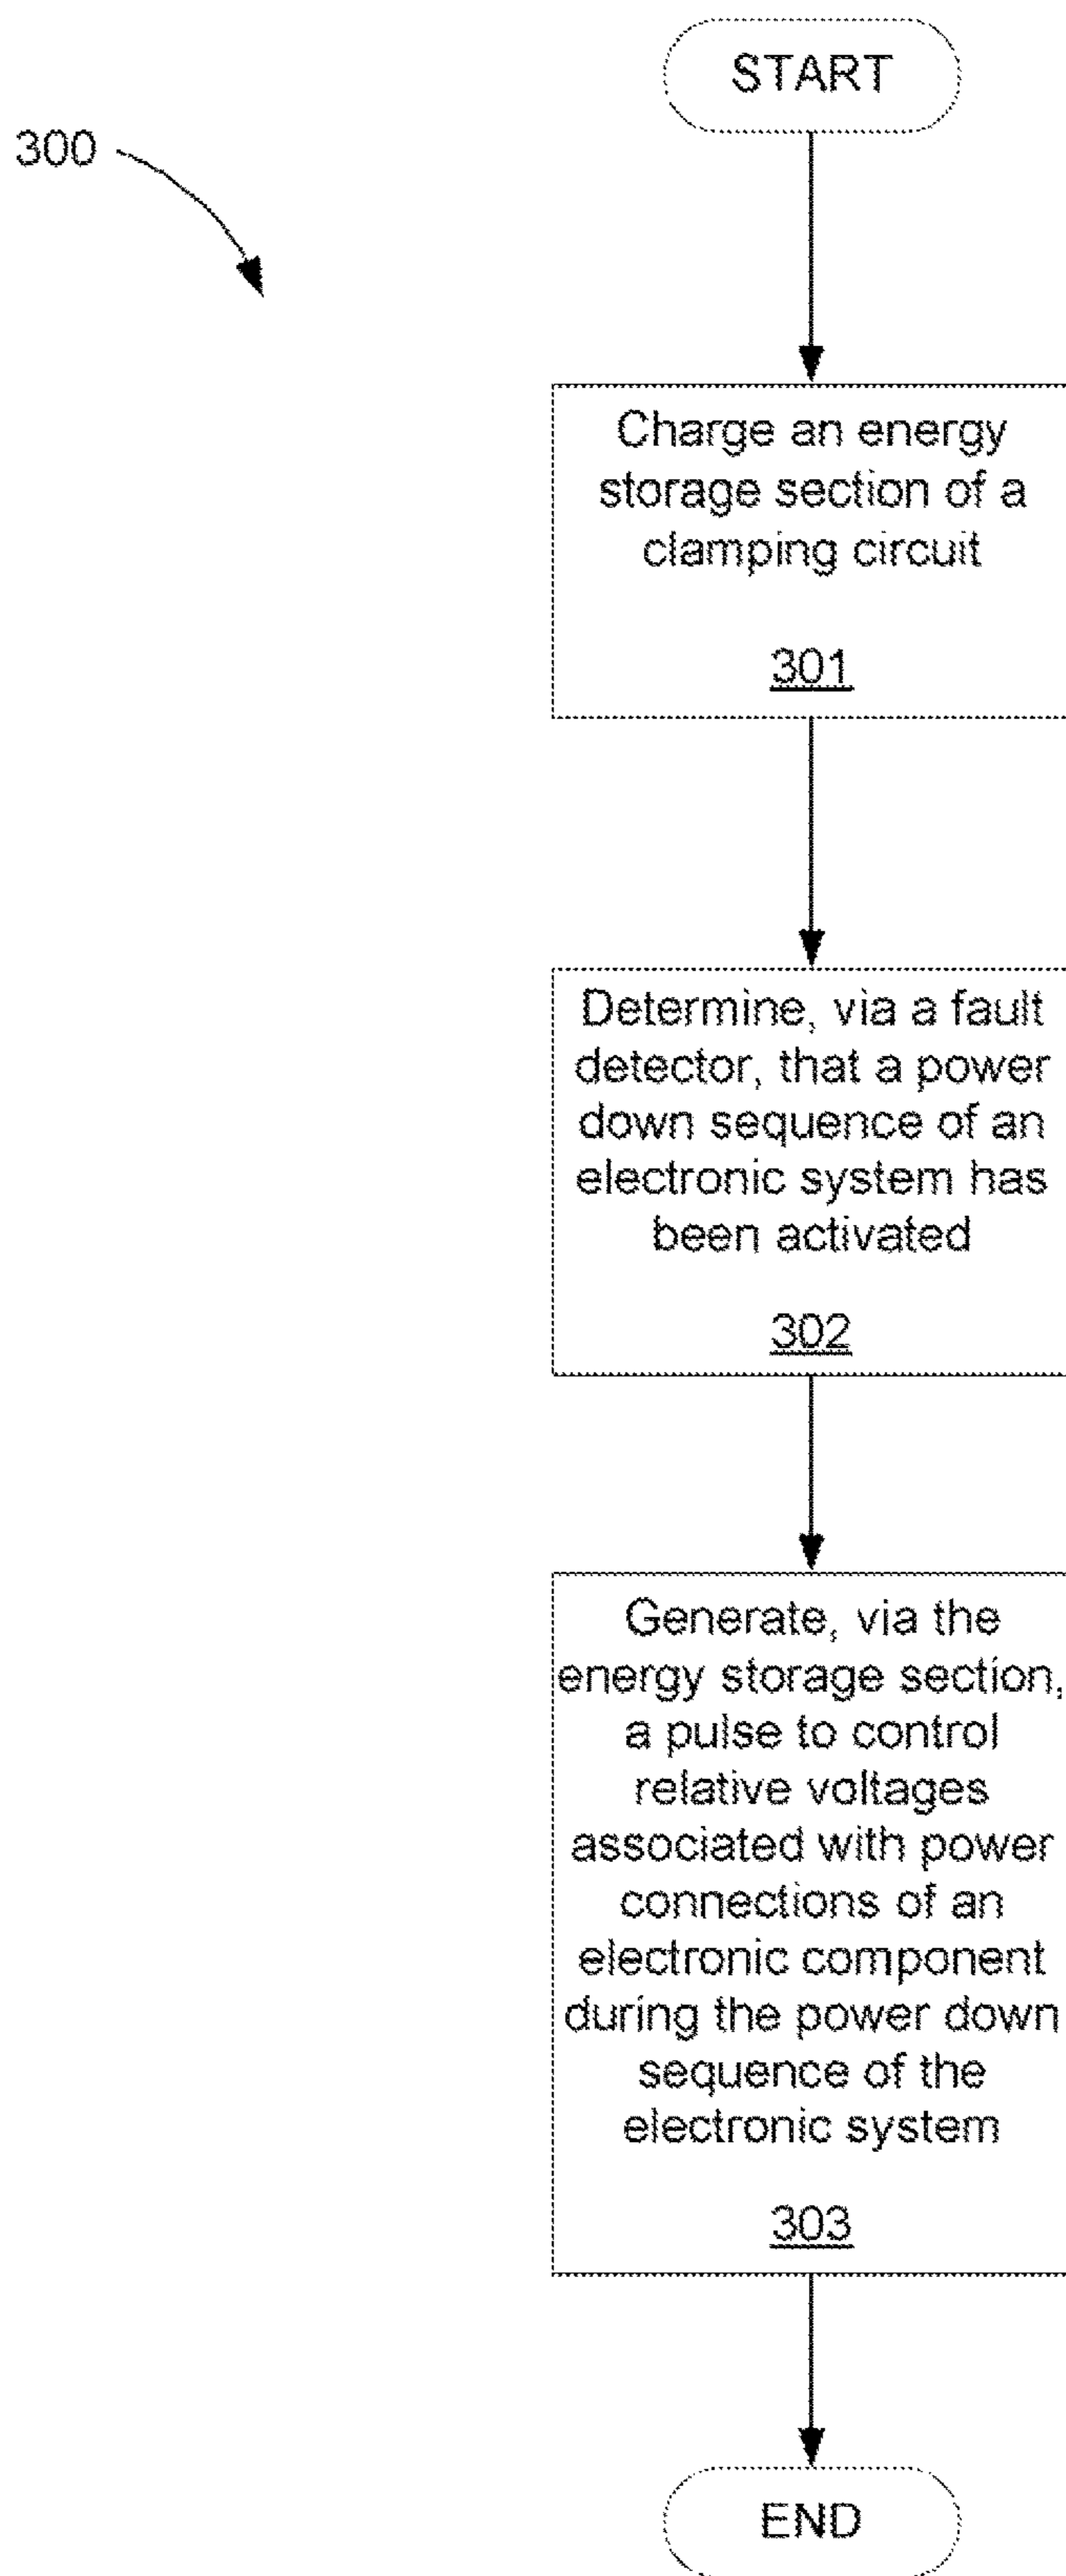 START
300
Charge an energy
storage section of a
clamping circuit
301
Determine, via a fault
detector, that a power
down sequence of an
electronic system has
been activated
302
Generate, via the
energy storage section,
a pulse to control
relative voltages
associated with power
connections of an
electronic component
during the power down
sequence of the
electronic system
303
END